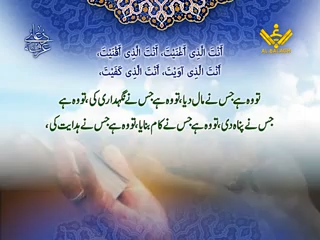 أَنْتَ الَّذِي أَغْنَيْتَ، أَنْتَ الَّذِي أَقْنَيْتَ،
أَنْتَ الَّذِي آوَيْتَ، أَنْتَ الَّذِي كَفَيْتَ،
تو وہ ہے جس نے مال دیا، تو وہ ہے جس نے نگہداری کی، تو وہ ہے
جس نے پناہ دی، تو وہ ہے جس نے کام بنایا، تو وہ ہے جس نے ہدایت کی،